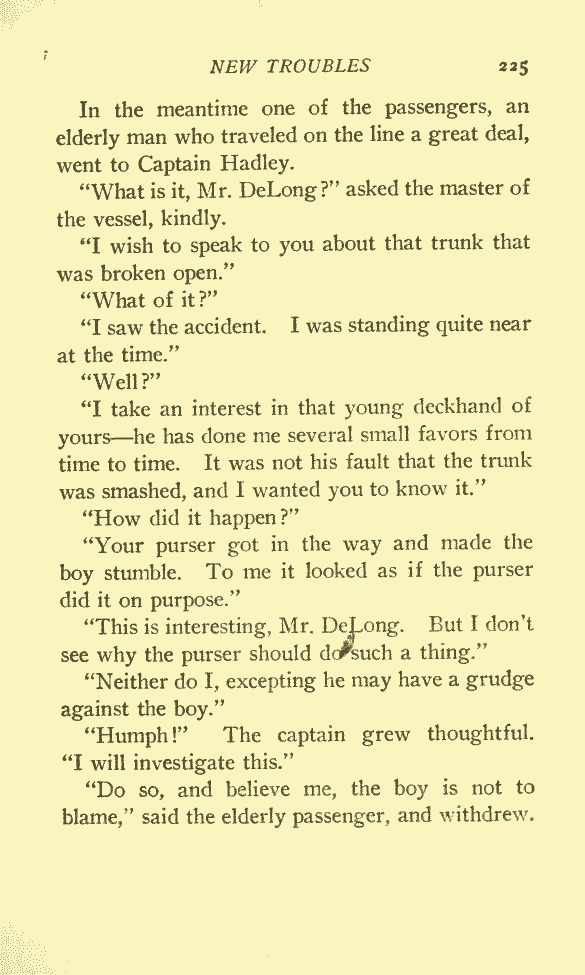 NEW TROUBLES 225
In the meantime one of the passengers, an
elderly man who traveled on the line a great deal,
went to Captain Hadley.
"What is it, Mr. DeLong?" asked the master of
the vessel, kindly.
"I wish to speak to you about that trunk that
was broken open."
"What of it?"
"I saw the accident. I was standing quite near
at the time."
"Well?"
"I take an interest in that young deckhand of
yours—he has done me several small favors from
time to time. It was not his fault that the trunk
was smashed, and I wanted you to know it."
"How did it happen?"
"Your purser got in the way and made the
boy stumble. To me it looked as if the purser
did it on purpose."
"This is interesting, Mr. DeLong. But I don't
see why the purser should do such a thing."
"Neither do I, excepting he may have a grudge
against the boy."
"Humph!" The captain grew thoughtful.
"I will investigate this."
"Do so, and believe me, the boy is not to
blame," said the elderly passenger, and withdrew.